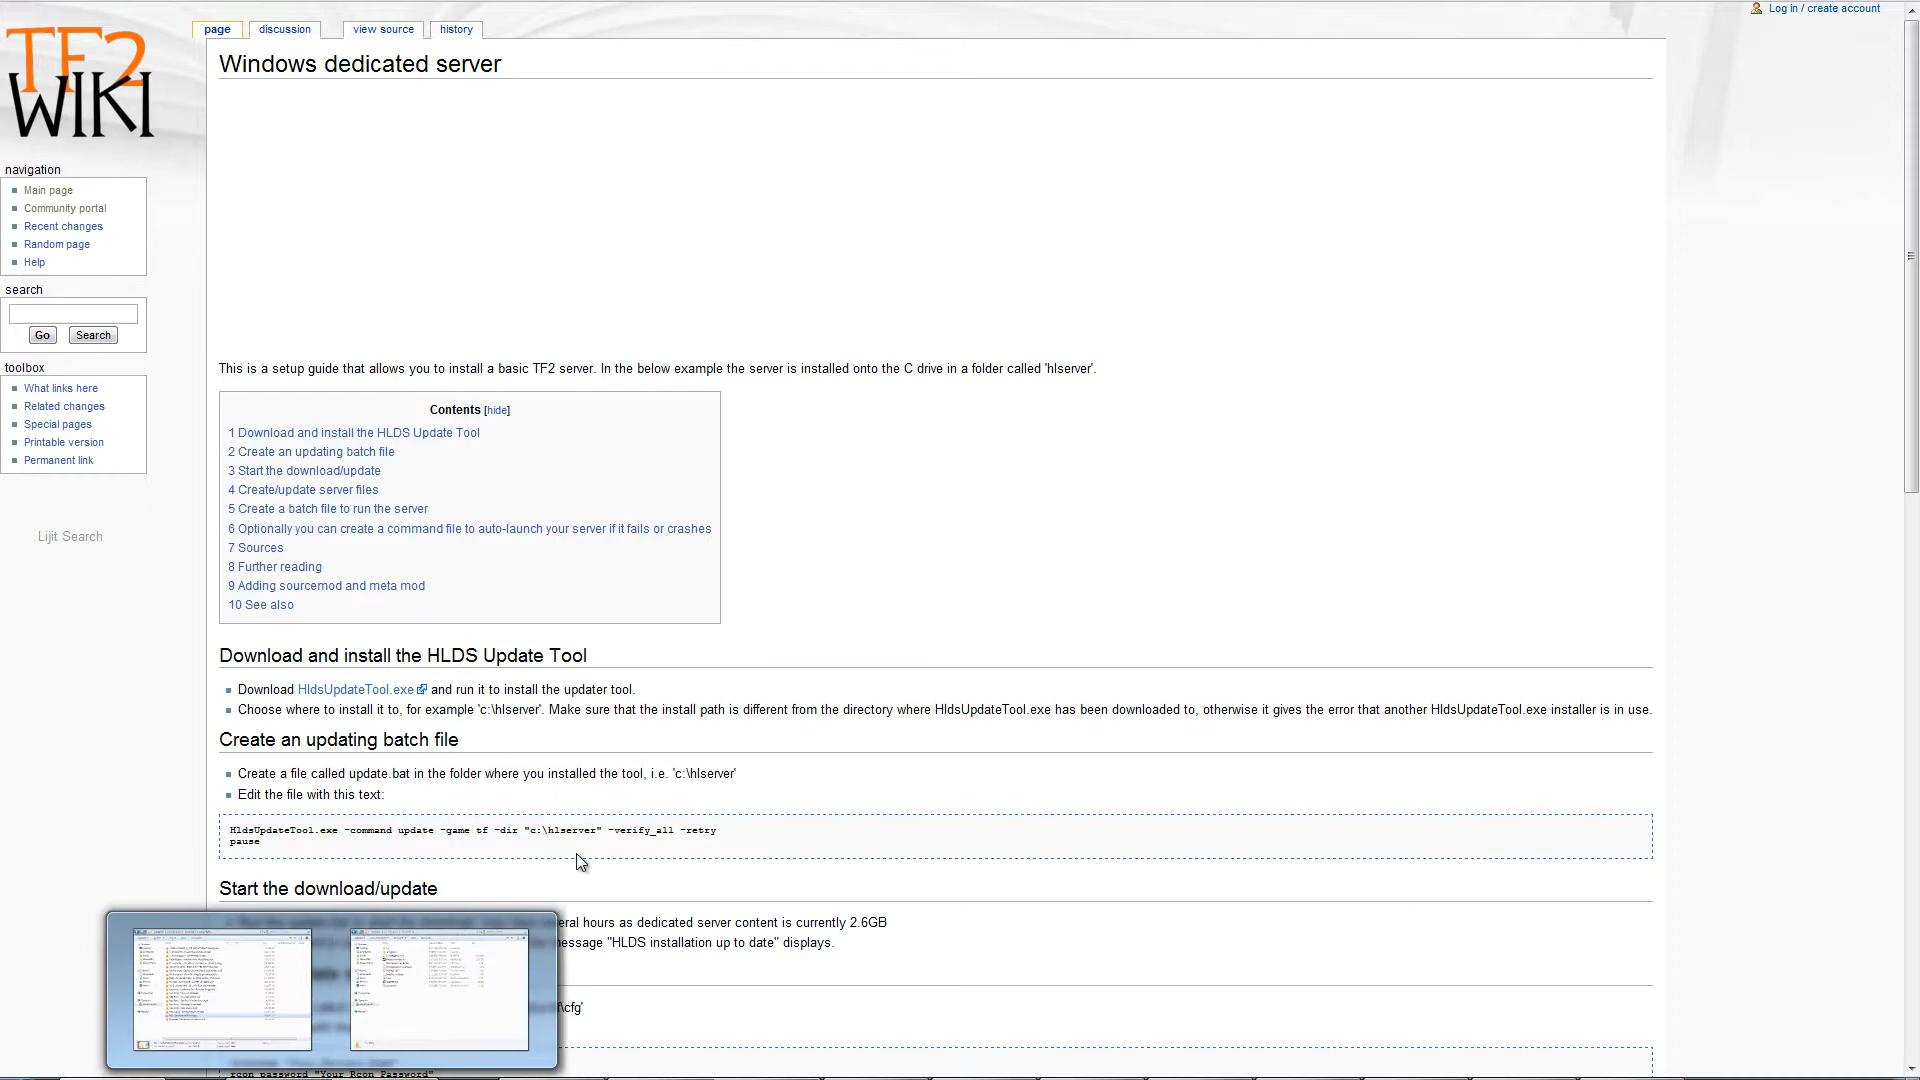 Log in / create account
page
discussion
view source
history
TF2
WIKI
Windows dedicated server
navigation
Main page
Community portal
Recent changes
Random page
Help
search
Go
Search
toolbox
What links here
Related changes
Special pages
Printable version
Permanent link
Lijit Search
This is a setup guide that allows you to install a basic TF2 server. In the below example the server is installed onto the C drive in a folder called 'hlserver'.
Contents [hide]
1 Download and install the HLDS Update Tool
2 Create an updating batch file
3 Start the download/update
4 Create/update server files
5 Create a batch file to run the server
6 Optionally you can create a command file to auto-launch your server if it fails or crashes
7 Sources
8 Further reading
9 Adding sourcemod and meta mod
10 See also
Download and install the HLDS Update Tool
Download HldsUpdateTool.exe and run it to install the updater tool.
Choose where to install it to, for example 'c:\hlserver'. Make sure that the install path is different from the directory where HldsUpdateTool.exe has been downloaded to, otherwise it gives the error that another HldsUpdateTool.exe installer is in use.
Create an updating batch file
Create a file called update.bat in the folder where you installed the tool, i.e. 'c:\hlserver'
Edit the file with this text:
HldsUpdateTool.exe -command update -game tf -dir "c:\hlserver" -verify_all -retry
pause
Start the download/update
eral hours as dedicated server content is currently 2.6GB
essage "HLDS installation up to date" displays.
f\cfg'
rcon_password "Your Rcon Password"